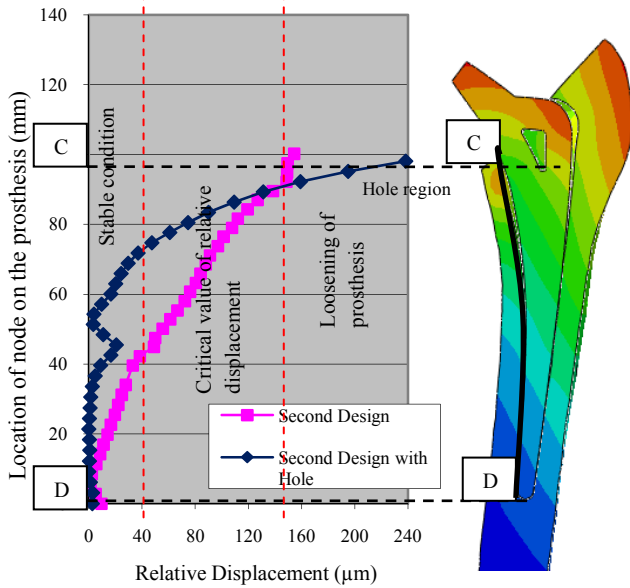 140
120
C
80
60
40
20
D
0
0
40
80
120
160
200
240
Location of node on the prosthesis (mm)
Relative Displacement (µm)
Stable condition
Critical value of relative
displacement
Loosening of
prosthesis
Hole region
Second Design
Second Design with
Hole
C
D